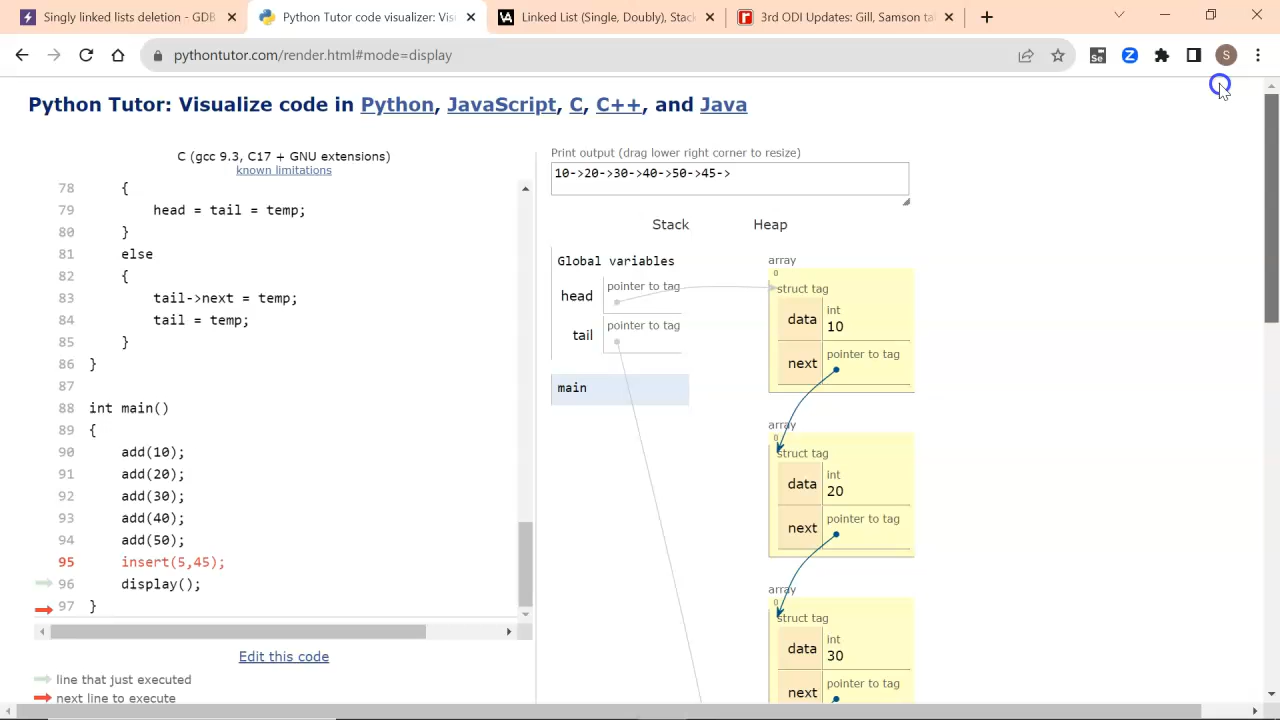 Singly linked lists deletion - GDB
Python Tutor code visualizer: Vis
Linked List (Single, Doubly), Stack
3rd ODI Updates: Gill, Samson ta
pythontutor.com/render.html#mode=display
S
Python Tutor: Visualize code in Python, JavaScript, C, C++, and Java
C (gcc 9.3, C17 + GNU extensions)
known limitations
78 {
79 head = tail = temp;
80 }
81 else
82 {
83 tail->next = temp;
84 tail = temp;
85 }
86 }
87
88 int main()
89 {
90 add(10);
91 add(20);
92 add(30);
93 add(40);
94 add(50);
95 insert(5,45);
96 display();
97 }
Edit this code
line that just executed
next line to execute
Print output (drag lower right corner to resize)
10->20->30->40->50->45->
Stack Heap
Global variables
head pointer to tag
tail pointer to tag
main
array
0
struct tag
data int
10
next pointer to tag
array
0
struct tag
data int
20
next pointer to tag
array
0
struct tag
data int
30
next pointer to tag